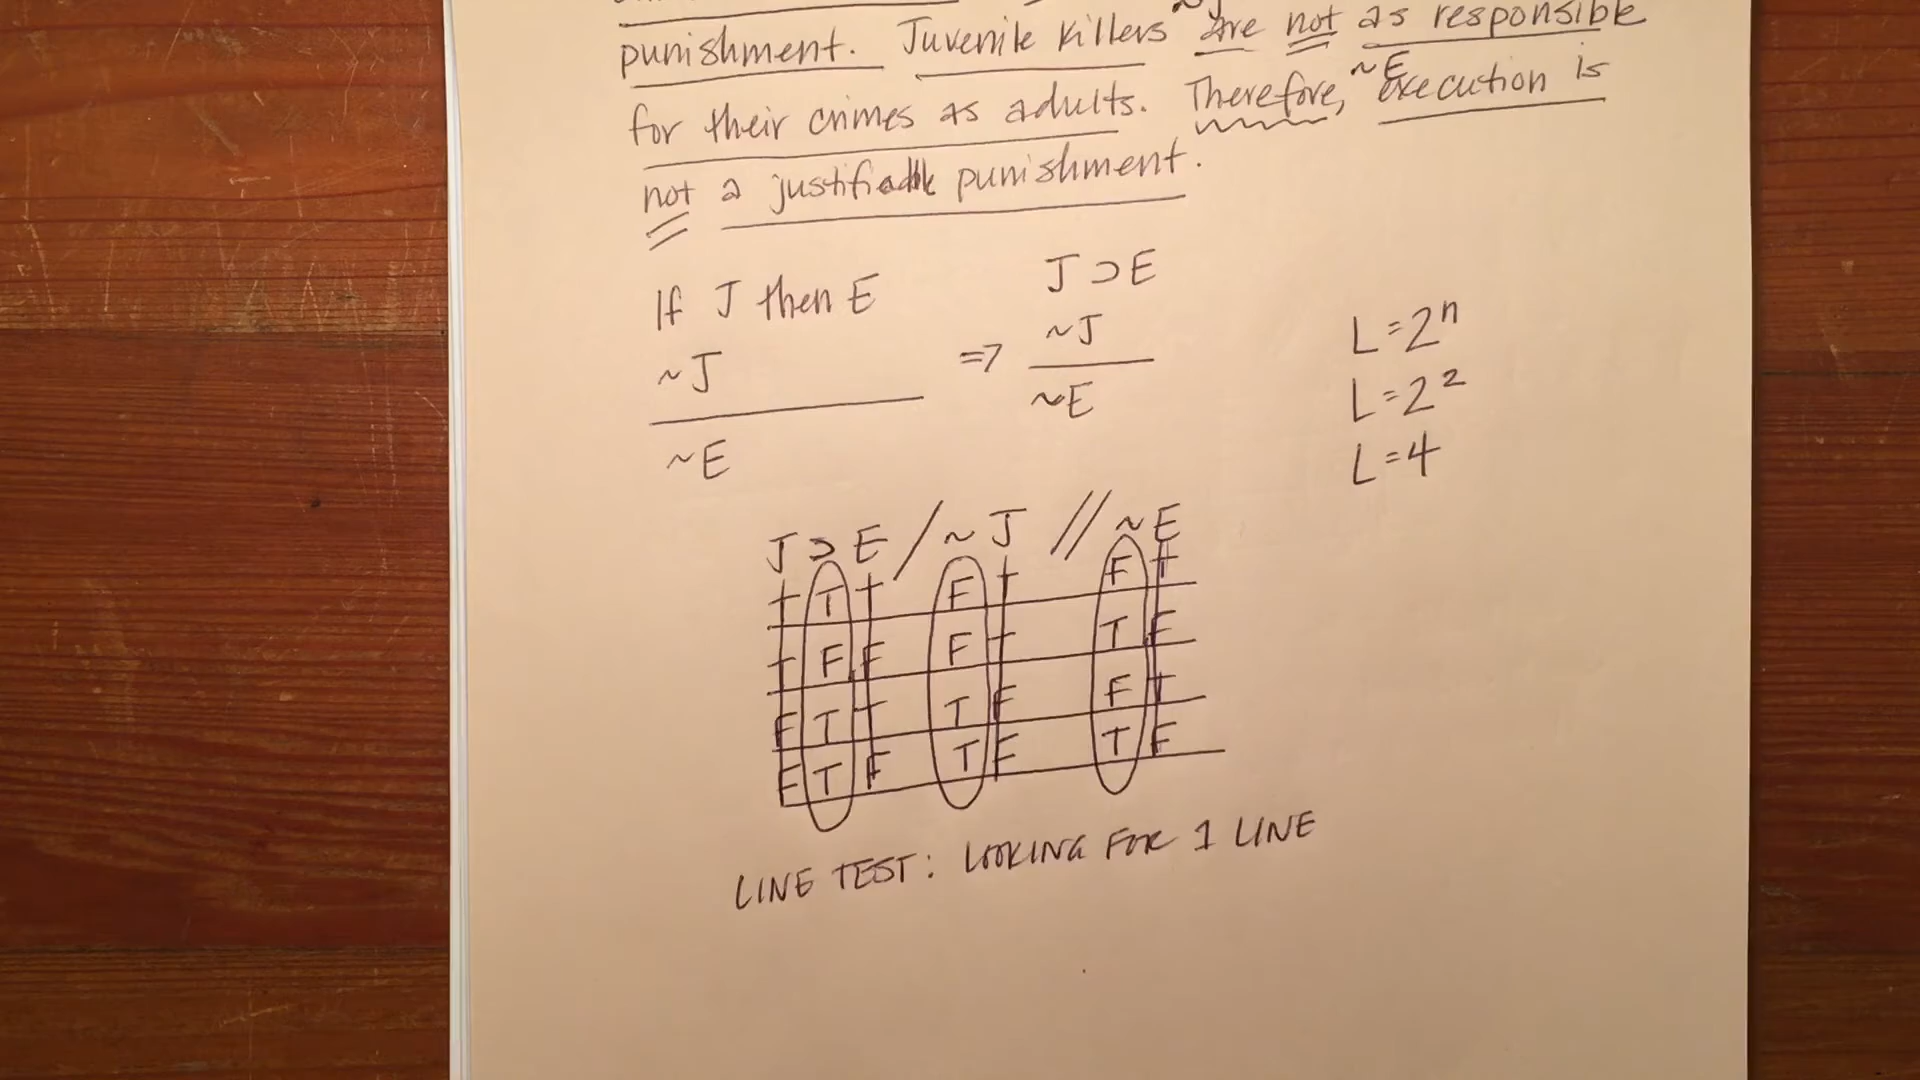 punishment. Juvenile killers ~J are not as responsible
for their crimes as adults. Therefore, ~E execution is
not a justifiable punishment.
If J then E
~J
~E
=>
J ⊃ E
~J
~E
L=2ⁿ
L=2²
L=4
J ⊃ E / ~ J // ~ E
T T T F T F T
T F F F T T F
F T T T F F T
F T F T F T F
LINE TEST: LOOKING FOR 1 LINE